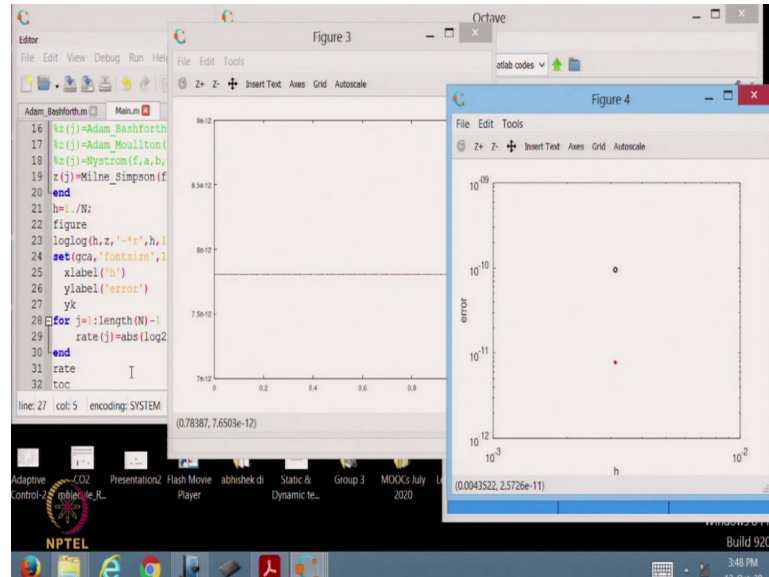 Octave
Editor
File Edit View Debug Run Help
Adam_Bashforth.m Main.m
16 %z(j)=Adam_Bashforth
17 %z(j)=Adam_Moullton(
18 %z(j)=Nystrom(f,a,b,
19 z(j)=Milne_Simpson(f
20 end
21 h=1./N;
22 figure
23 loglog(h,z,'-*r',h,
24 set(gca,'fontsize',1
25 xlabel('h')
26 ylabel('error')
27 yk
28 for j=1:length(N)-1
29 rate(j)=abs(log2
30 end
31 rate
32 toc
line: 27 col: 5 encoding: SYSTEM
Figure 3
File Edit Tools
Z+ Z- Insert Text Axes Grid Autoscale
9e-12
8.5e-12
8e-12
7.5e-12
7e-12
0 0.2 0.4 0.6 0.8
(0.78387, 7.6503e-12)
atlab codes
Figure 4
File Edit Tools
Z+ Z- Insert Text Axes Grid Autoscale
10-09
10-10
10-11
10-12
error
10-3 10-2
h
(0.0043522, 2.5726e-11)
Adaptive Control-2
CO2 molecule_R...
Presentation2
Flash Movie Player
abhishek di
Static & Dynamic te...
Group 3
MOOCs July 2020
NPTEL
Build 920
3:48 PM